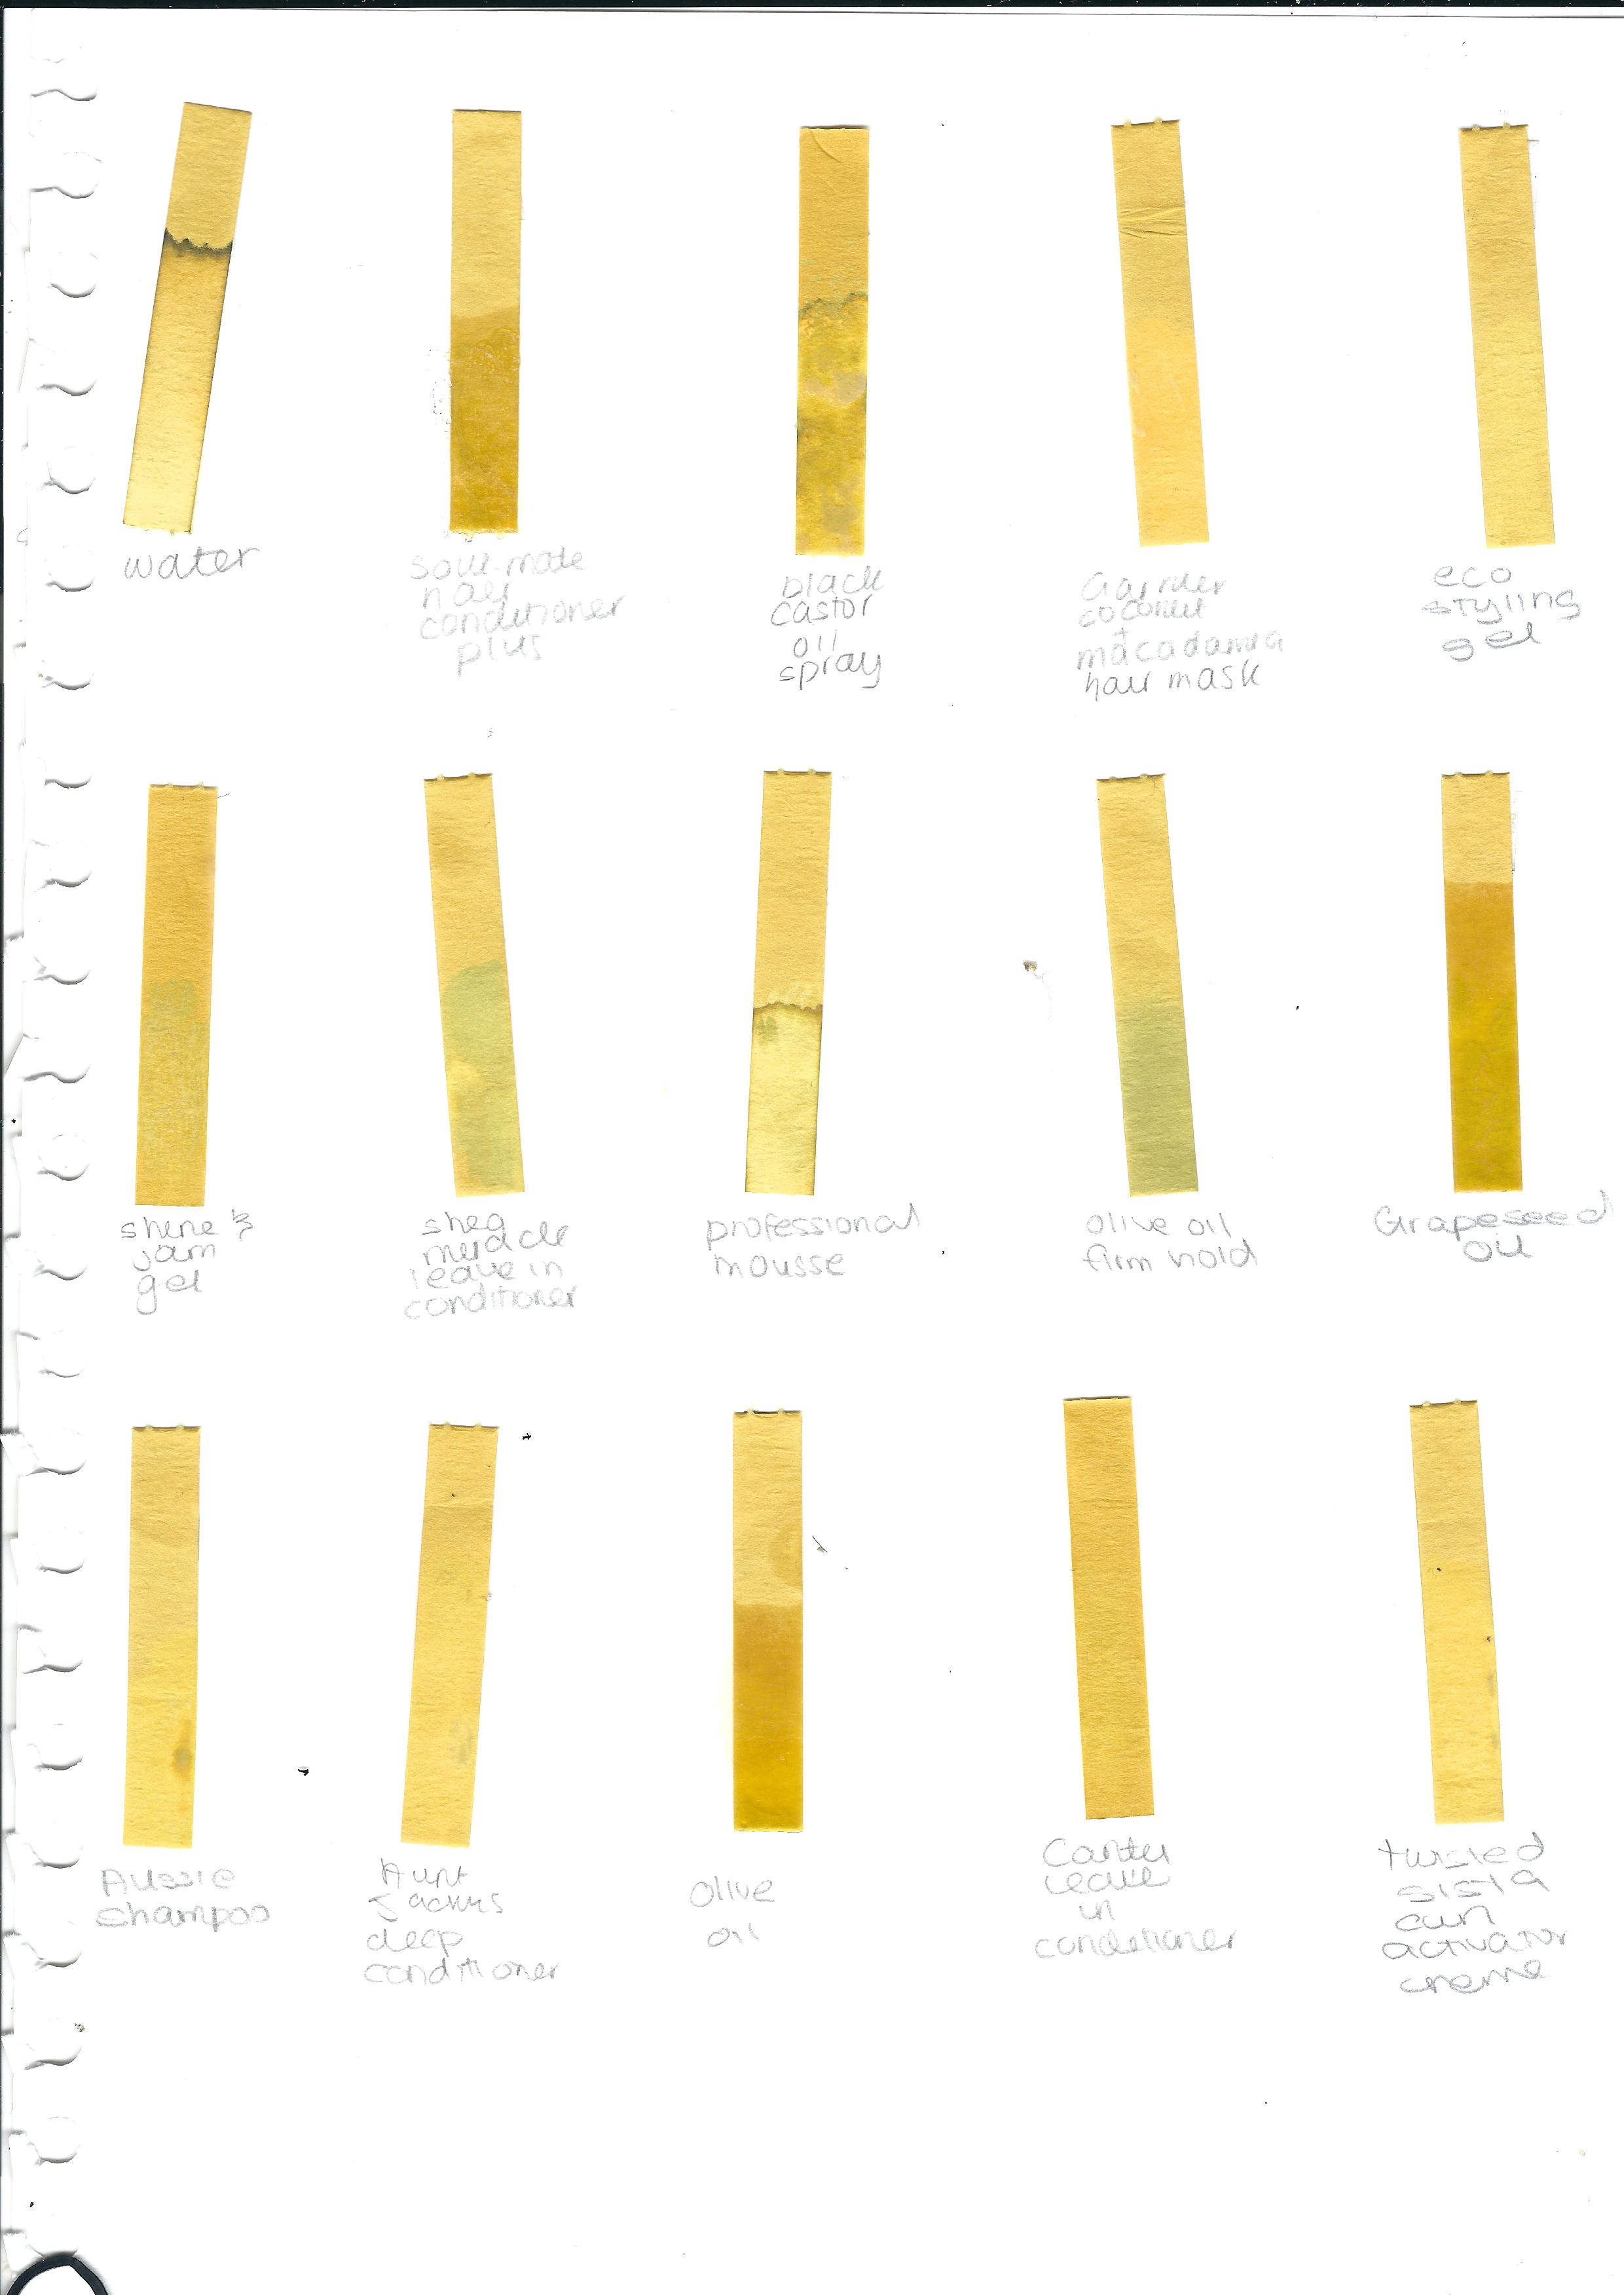 water
Soul-mate
hair
conditioner
plus
black
castor
oil
spray
Garnier
coconut
+
macadamia
hair mask
eco
styling
gel
shine &
jam
gel
shea
miracle
leave in
conditioner
professional
mousse
olive oil
firm hold
Grapeseed
oil
Aussie
shampoo
Aunt
Jackies
deep
conditioner
olive
oil
Cantu
leave
in
conditioner
twisted
sista
curl
activator
creme